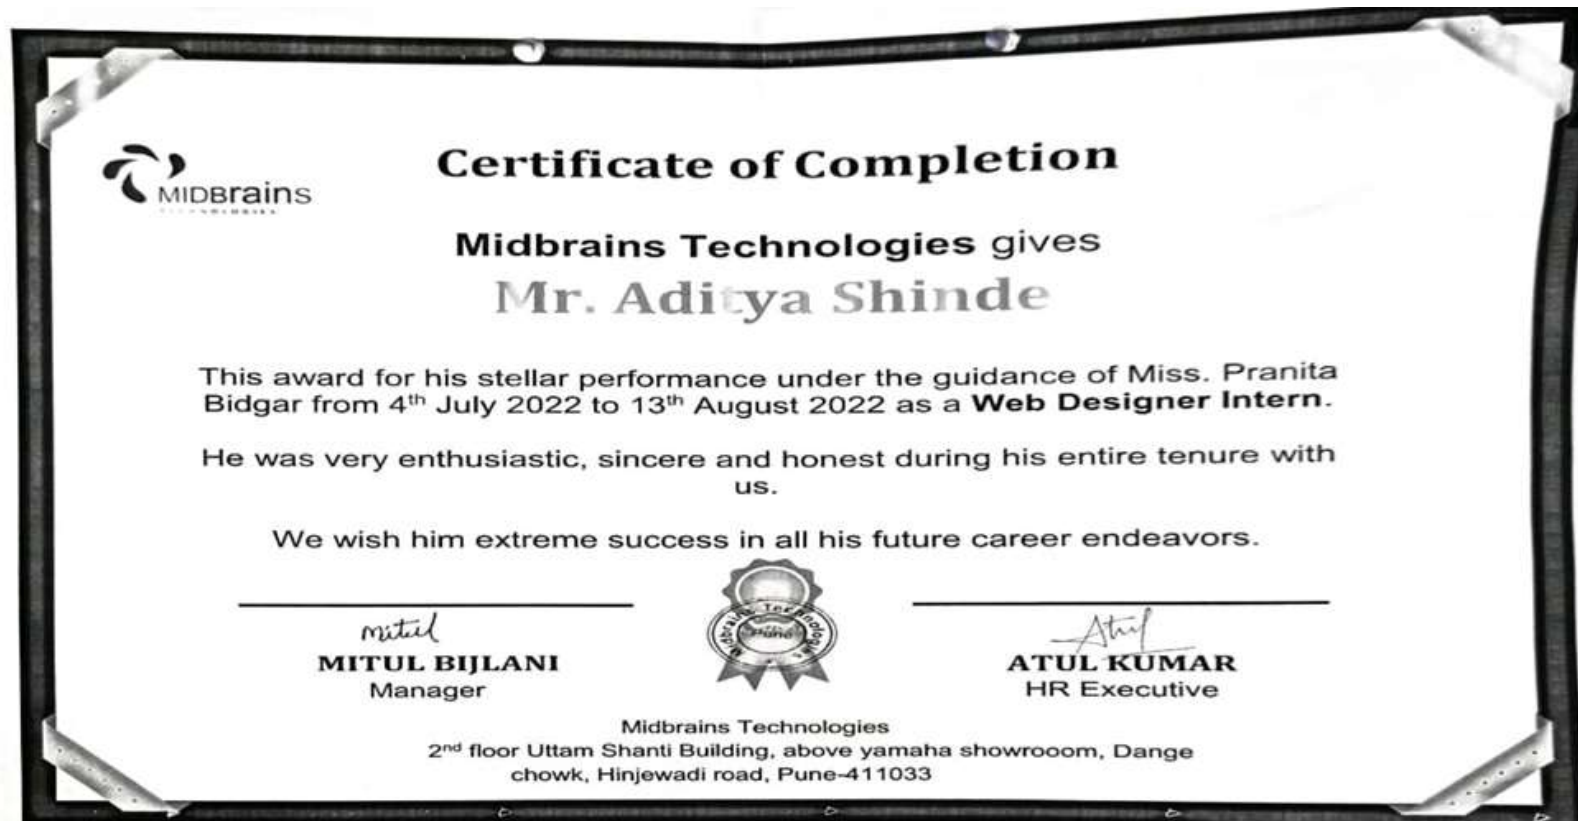 Certificate of Completion
MIDBrains
TECHNOLOGIES
Midbrains Technologies gives
Mr. Aditya Shinde
This award for his stellar performance under the guidance of Miss. Pranita
Bidgar from 4th July 2022 to 13th August 2022 as a Web Designer Intern.
He was very enthusiastic, sincere and honest during his entire tenure with
us.
We wish him extreme success in all his future career endeavors.
Mitul
Atul
Midbrains Technologies
Pune
MITUL BIJLANI
Manager
ATUL KUMAR
HR Executive
Midbrains Technologies
2nd floor Uttam Shanti Building, above yamaha showrooom, Dange
chowk, Hinjewadi road, Pune-411033